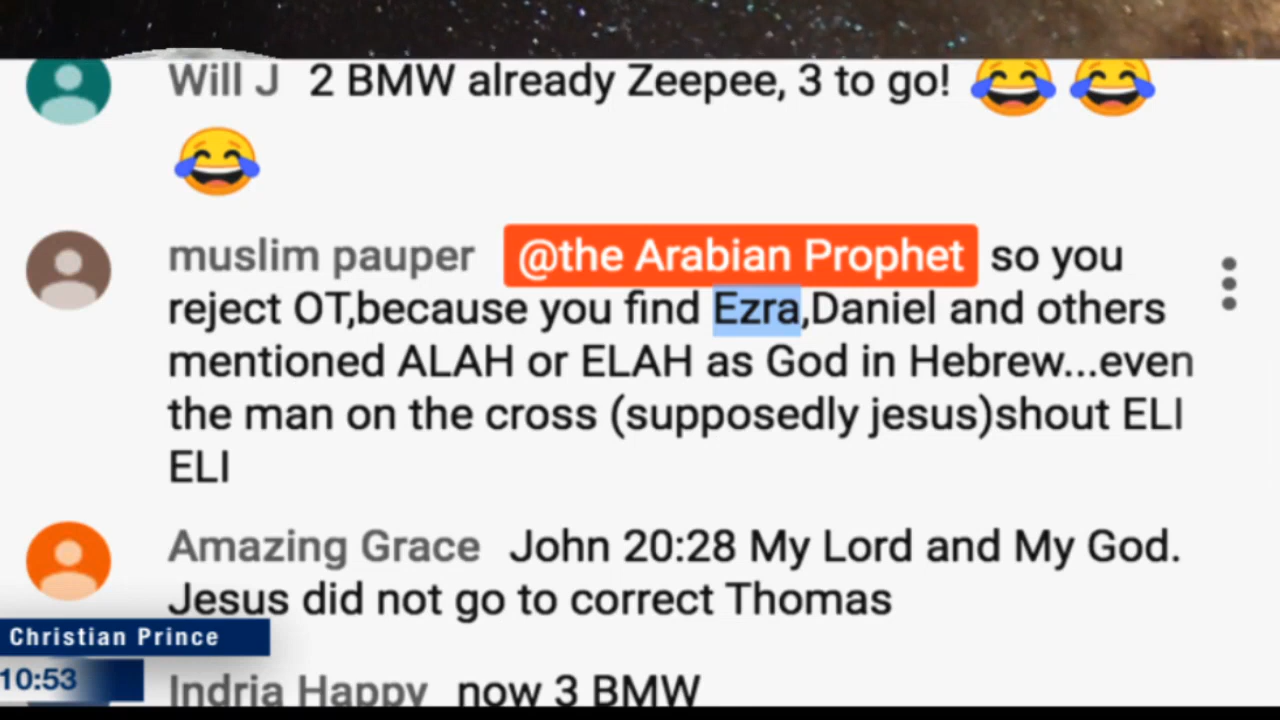 Will J 2 BMW already Zeepee, 3 to go! 😂 😂
😂
muslim pauper @the Arabian Prophet so you
reject OT,because you find Ezra,Daniel and others
mentioned ALAH or ELAH as God in Hebrew...even
the man on the cross (supposedly jesus)shout ELI
ELI
Amazing Grace John 20:28 My Lord and My God.
Jesus did not go to correct Thomas
Christian Prince
10:53
Indria Happy now 3 BMW